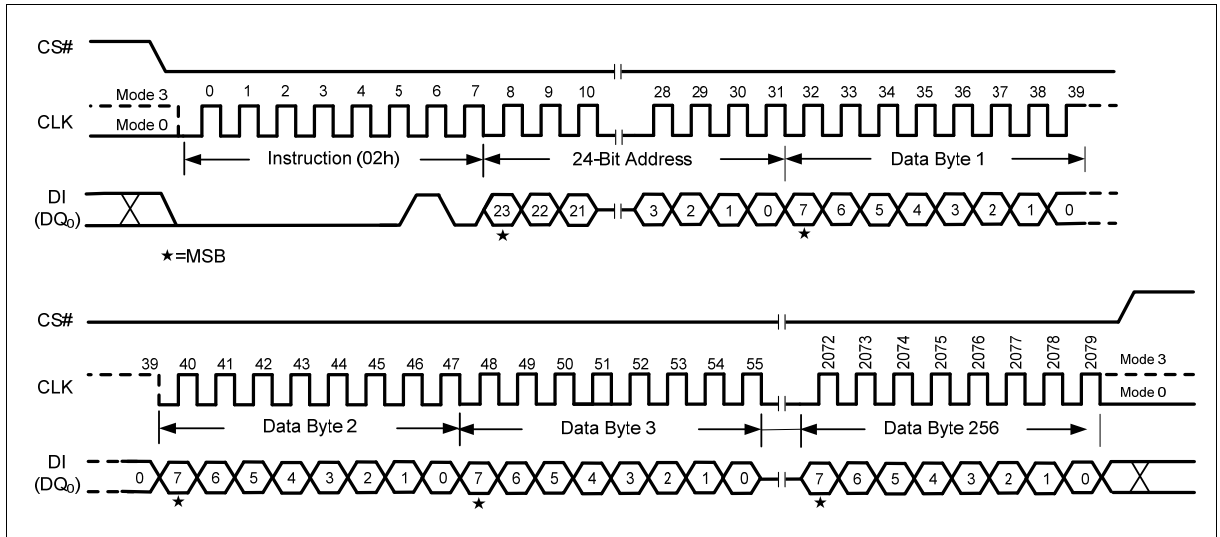 CS#
Mode 3
0 1 2 3 4 5 6 7 8 9 10 28 29 30 31 32 33 34 35 36 37 38 39
CLK
Mode 0
Instruction (02h) 24-Bit Address Data Byte 1
DI
(DQ0)
23 22 21 3 2 1 0 7 6 5 4 3 2 1 0
★ ★
★=MSB
CS#
39 40 41 42 43 44 45 46 47 48 49 50 51 52 53 54 55 2072 2073 2074 2075 2076 2077 2078 2079
Mode 3
CLK
Mode 0
Data Byte 2 Data Byte 3 Data Byte 256
DI
(DQ0)
0 7 6 5 4 3 2 1 0 7 6 5 4 3 2 1 0 7 6 5 4 3 2 1 0
★ ★ ★